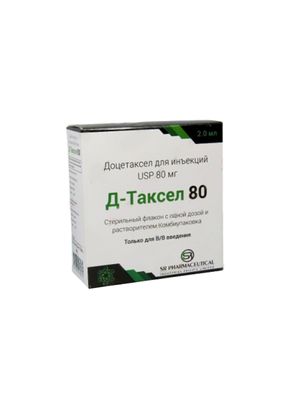 2.0 мл
Доцетаксел для инъекций
USP 80 мг
Д-Таксел 80
Стерильный флакон с одной дозой и
растворителем Комбиупаковка
Только для В/В введения
SR PHARMACEUTICAL